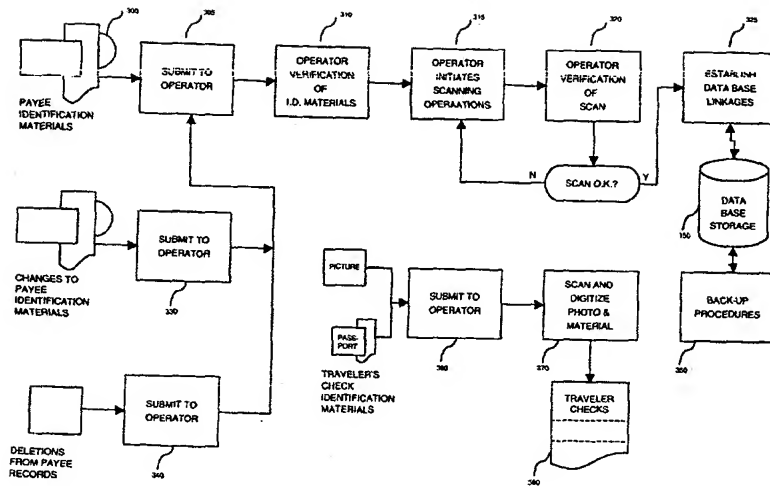 300
305
310
315
320
325
PAYEE
IDENTIFICATION
MATERIALS
SUBMIT TO
OPERATOR
OPERATOR
VERIFICATION
OF
I.D. MATERIALS
OPERATOR
INITIATES
SCANNING
OPERAATIONS
OPERATOR
VERIFICATION
OF
SCAN
ESTABLISH
DATA BASE
LINKAGES
N
SCAN O.K.?
Y
150
DATA
BASE
STORAGE
CHANGES TO
PAYEE
IDENTIFICATION
MATERIALS
SUBMIT TO
OPERATOR
330
PICTURE
PASS-
PORT
TRAVELER'S
CHECK
IDENTIFICATION
MATERIALS
SUBMIT TO
OPERATOR
360
SCAN AND
DIGITIZE
PHOTO &
MATERIAL
370
BACK-UP
PROCEDURES
350
TRAVELER
CHECKS
380
DELETIONS
FROM PAYEE
RECORDS
SUBMIT TO
OPERATOR
340